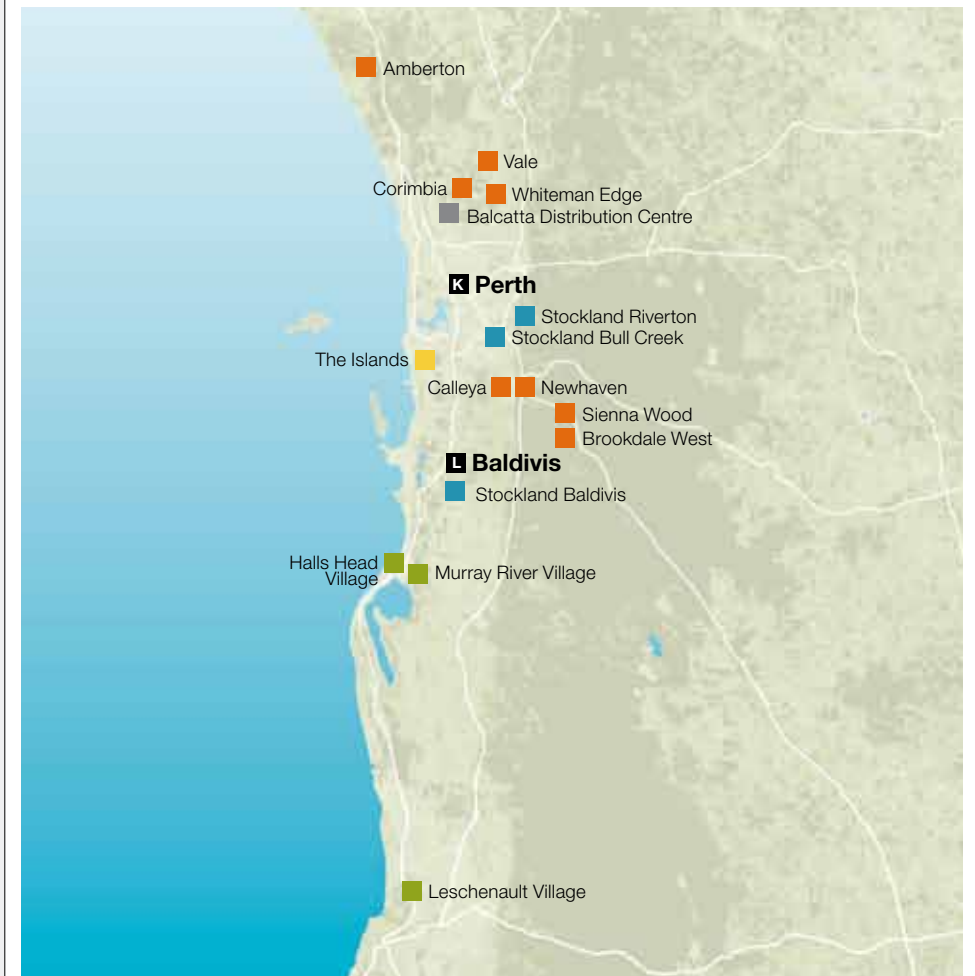 Amberton
Vale
Corimbia
Whiteman Edge
Balcatta Distribution Centre
K Perth
Stockland Riverton
Stockland Bull Creek
The Islands
Calleya
Newhaven
Sienna Wood
Brookdale West
L Baldivis
Stockland Baldivis
Halls Head
Village
Murray River Village
Leschenault Village